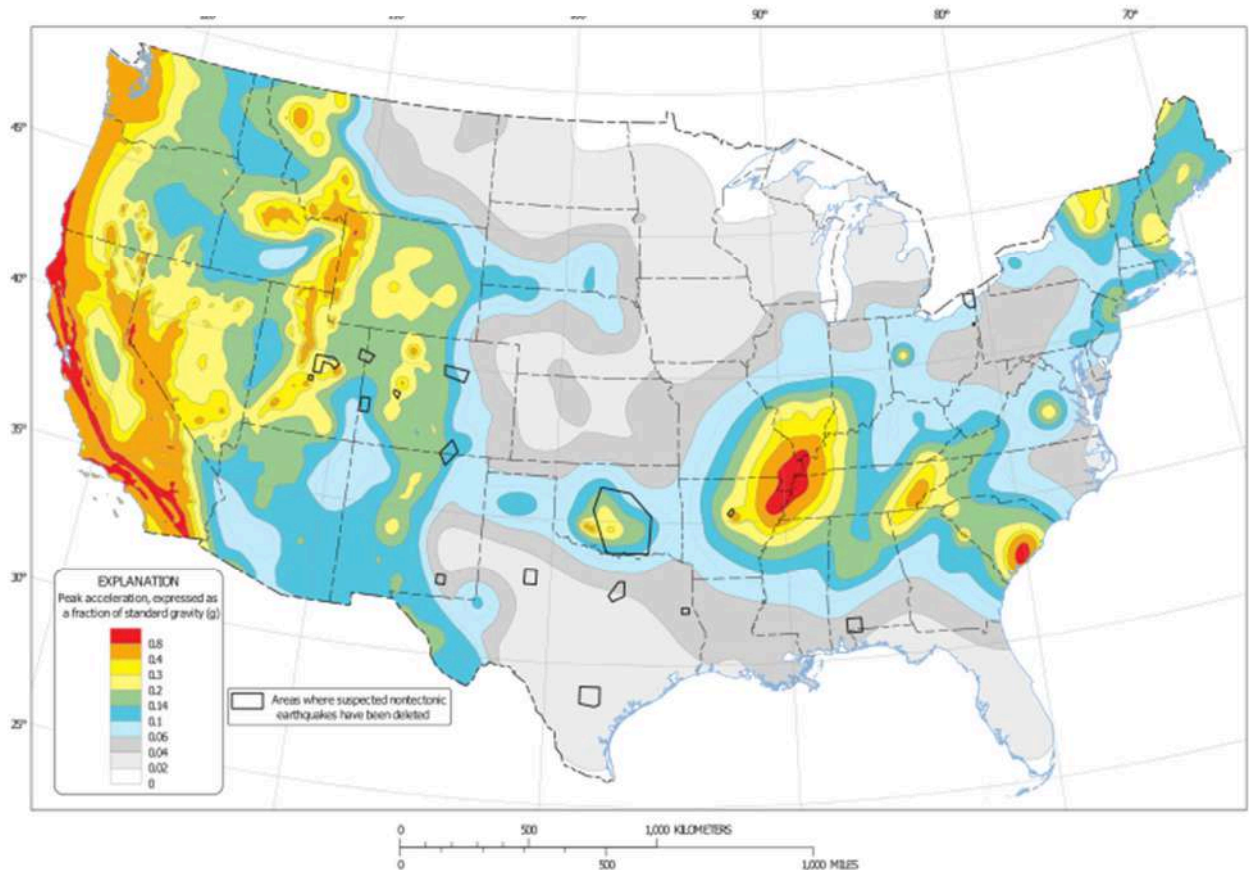 90°
80°
70°
45°
40°
35°
30°
25°
EXPLANATION
Peak acceleration, expressed as
a fraction of standard gravity (g)
0.8
0.4
0.3
0.2
0.14
0.1
0.06
0.04
0.02
0
Areas where suspected nontectonic
earthquakes have been deleted
0 500 1,000 KILOMETERS
0 500 1,000 MILES